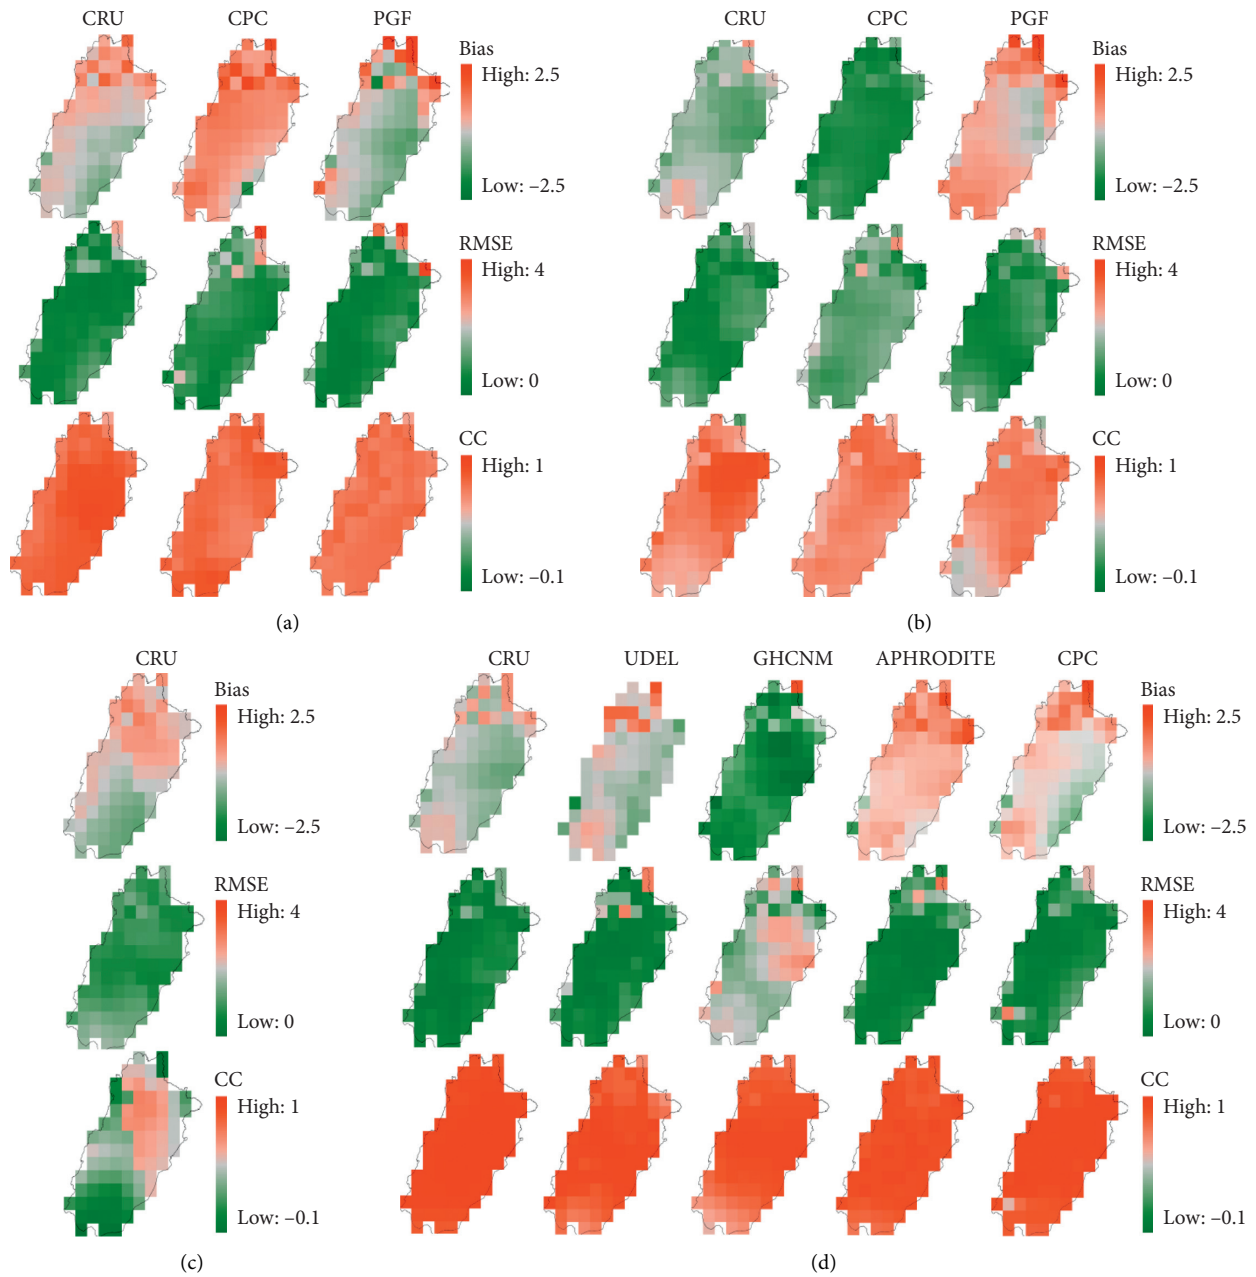 CRU CPC PGF
Bias
High: 2.5
Low: −2.5
RMSE
High: 4
Low: 0
CC
High: 1
Low: −0.1
(a)
CRU CPC PGF
Bias
High: 2.5
Low: −2.5
RMSE
High: 4
Low: 0
CC
High: 1
Low: −0.1
(b)
CRU
Bias
High: 2.5
Low: −2.5
RMSE
High: 4
Low: 0
CC
High: 1
Low: −0.1
(c)
CRU UDEL GHCNM APHRODITE CPC
Bias
High: 2.5
Low: −2.5
RMSE
High: 4
Low: 0
CC
High: 1
Low: −0.1
(d)